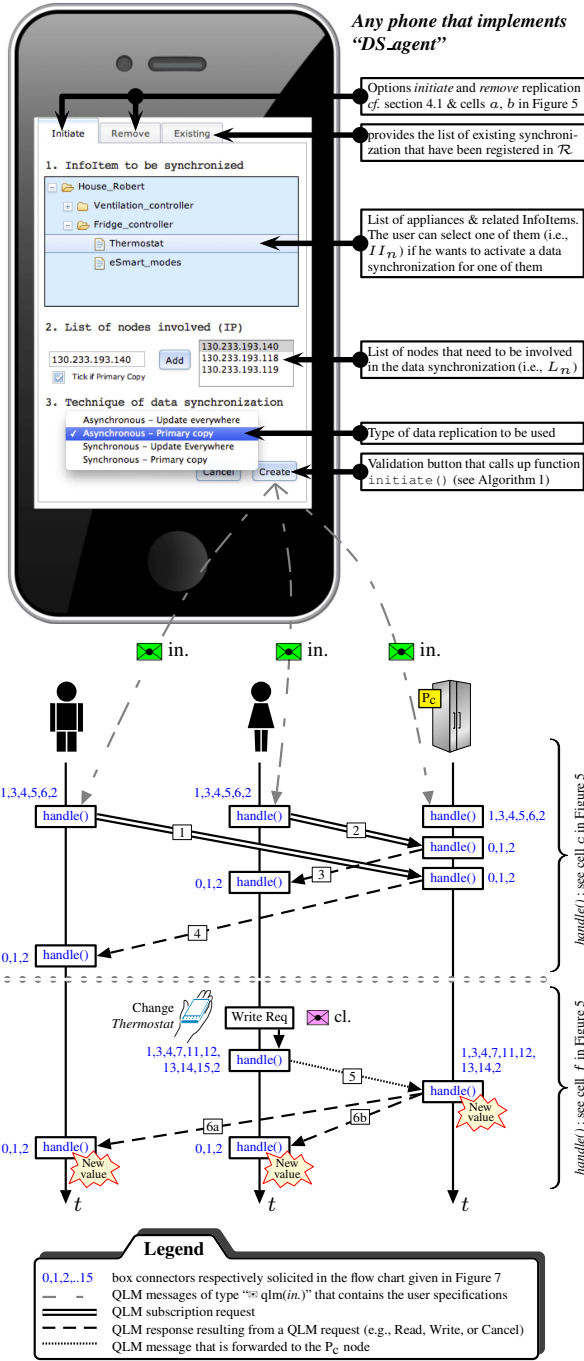 Any phone that implements
“DS_agent”
Options initiate and remove replication
cf. section 4.1 & cells a, b in Figure 5
Initiate
Remove
Existing
provides the list of existing synchroni-
zation that have been registered in R
1. InfoItem to be synchronized
House_Robert
Ventilation_controller
Fridge_controller
Thermostat
eSmart_modes
List of appliances & related InfoItems.
The user can select one of them (i.e.,
IIn) if he wants to activate a data
synchronization for one of them
2. List of nodes involved (IP)
130.233.193.140
Add
130.233.193.140
130.233.193.118
130.233.193.119
Tick if Primary Copy
List of nodes that need to be involved
in the data synchronization (i.e., Ln)
3. Technique of data synchronization
Asynchronous – Update everywhere
✓ Asynchronous – Primary copy
Synchronous – Update Everywhere
Synchronous – Primary copy
Type of data replication to be used
Cancel
Create
Validation button that calls up function
initiate() (see Algorithm 1)
in.
in.
in.
Pc
1,3,4,5,6,2
handle()
1,3,4,5,6,2
handle()
handle()
1,3,4,5,6,2
1
2
handle()
0,1,2
3
0,1,2
handle()
handle()
0,1,2
4
0,1,2
handle()
handle() : see cell e in Figure 5
Change
Thermostat
Write Req
cl.
1,3,4,7,11,12,
13,14,15,2
handle()
5
1,3,4,7,11,12,
13,14,2
handle()
New
value
6a
6b
0,1,2
handle()
New
value
0,1,2
handle()
New
value
handle() : see cell f in Figure 5
t
t
t
Legend
0,1,2,..15 box connectors respectively solicited in the flow chart given in Figure 7
QLM messages of type “✉ qlm(in.)” that contains the user specifications
QLM subscription request
QLM response resulting from a QLM request (e.g., Read, Write, or Cancel)
QLM message that is forwarded to the Pc node